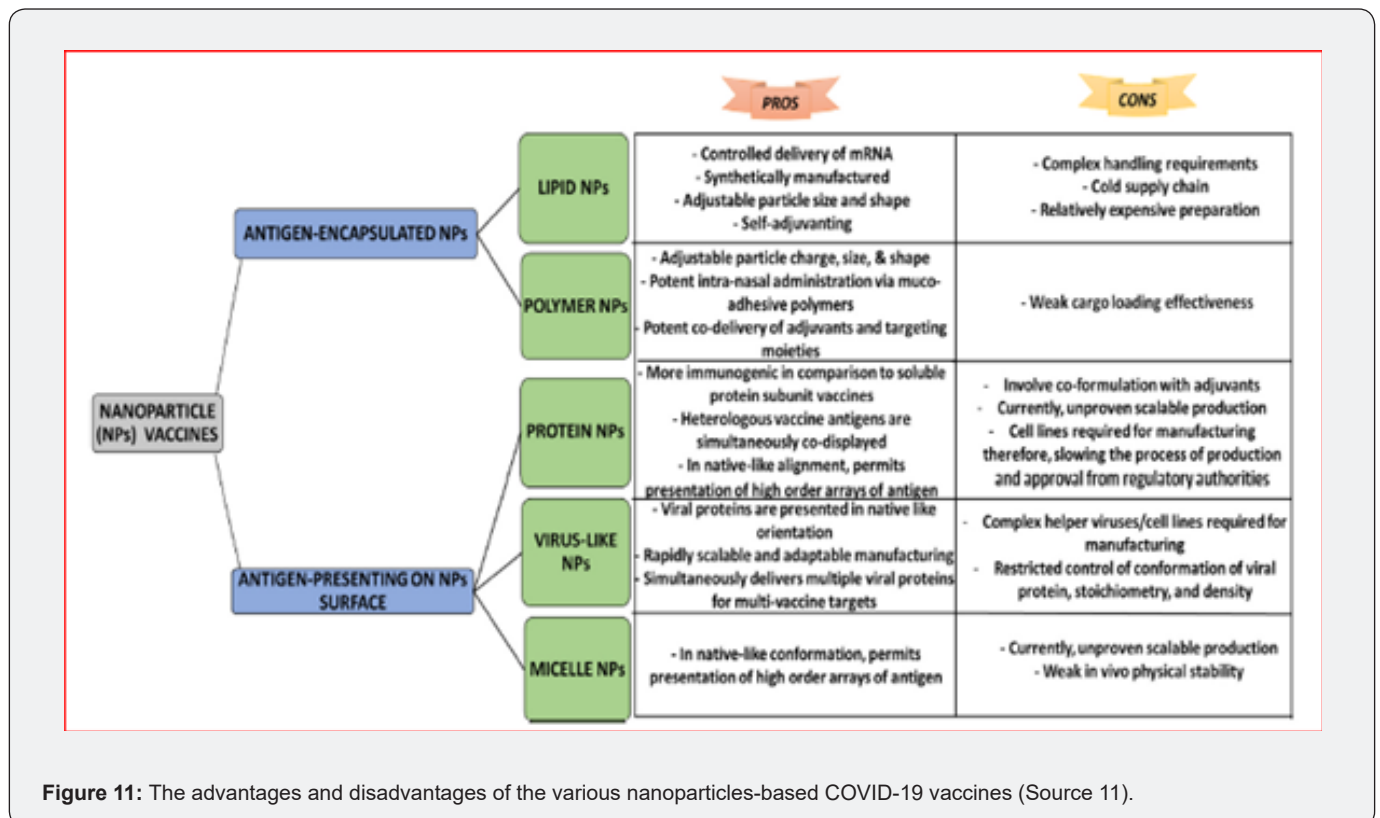 PROS
CONS
NANOPARTICLE
(NPs) VACCINES
ANTIGEN-ENCAPSULATED NPs
LIPID NPs
- Controlled delivery of mRNA
- Synthetically manufactured
- Adjustable particle size and shape
- Self-adjuvanting
- Complex handling requirements
- Cold supply chain
- Relatively expensive preparation
POLYMER NPs
- Adjustable particle charge, size, & shape
- Potent intra-nasal administration via muco-
adhesive polymers
- Potent co-delivery of adjuvants and targeting
moieties
- Weak cargo loading effectiveness
ANTIGEN-PRESENTING ON NPs
SURFACE
PROTEIN NPs
- More immunogenic in comparison to soluble
protein subunit vaccines
- Heterologous vaccine antigens are
simultaneously co-displayed
- In native-like alignment, permits
presentation of high order arrays of antigen
- Involve co-formulation with adjuvants
- Currently, unproven scalable production
- Cell lines required for manufacturing
therefore, slowing the process of production
and approval from regulatory authorities
VIRUS-LIKE
NPs
- Viral proteins are presented in native like
orientation
- Rapidly scalable and adaptable manufacturing
- Simultaneously delivers multiple viral proteins
for multi-vaccine targets
- Complex helper viruses/cell lines required for
manufacturing
- Restricted control of conformation of viral
protein, stoichiometry, and density
MICELLE NPs
- In native-like conformation, permits
presentation of high order arrays of antigen
- Currently, unproven scalable production
- Weak in vivo physical stability
Figure 11: The advantages and disadvantages of the various nanoparticles-based COVID-19 vaccines (Source 11).